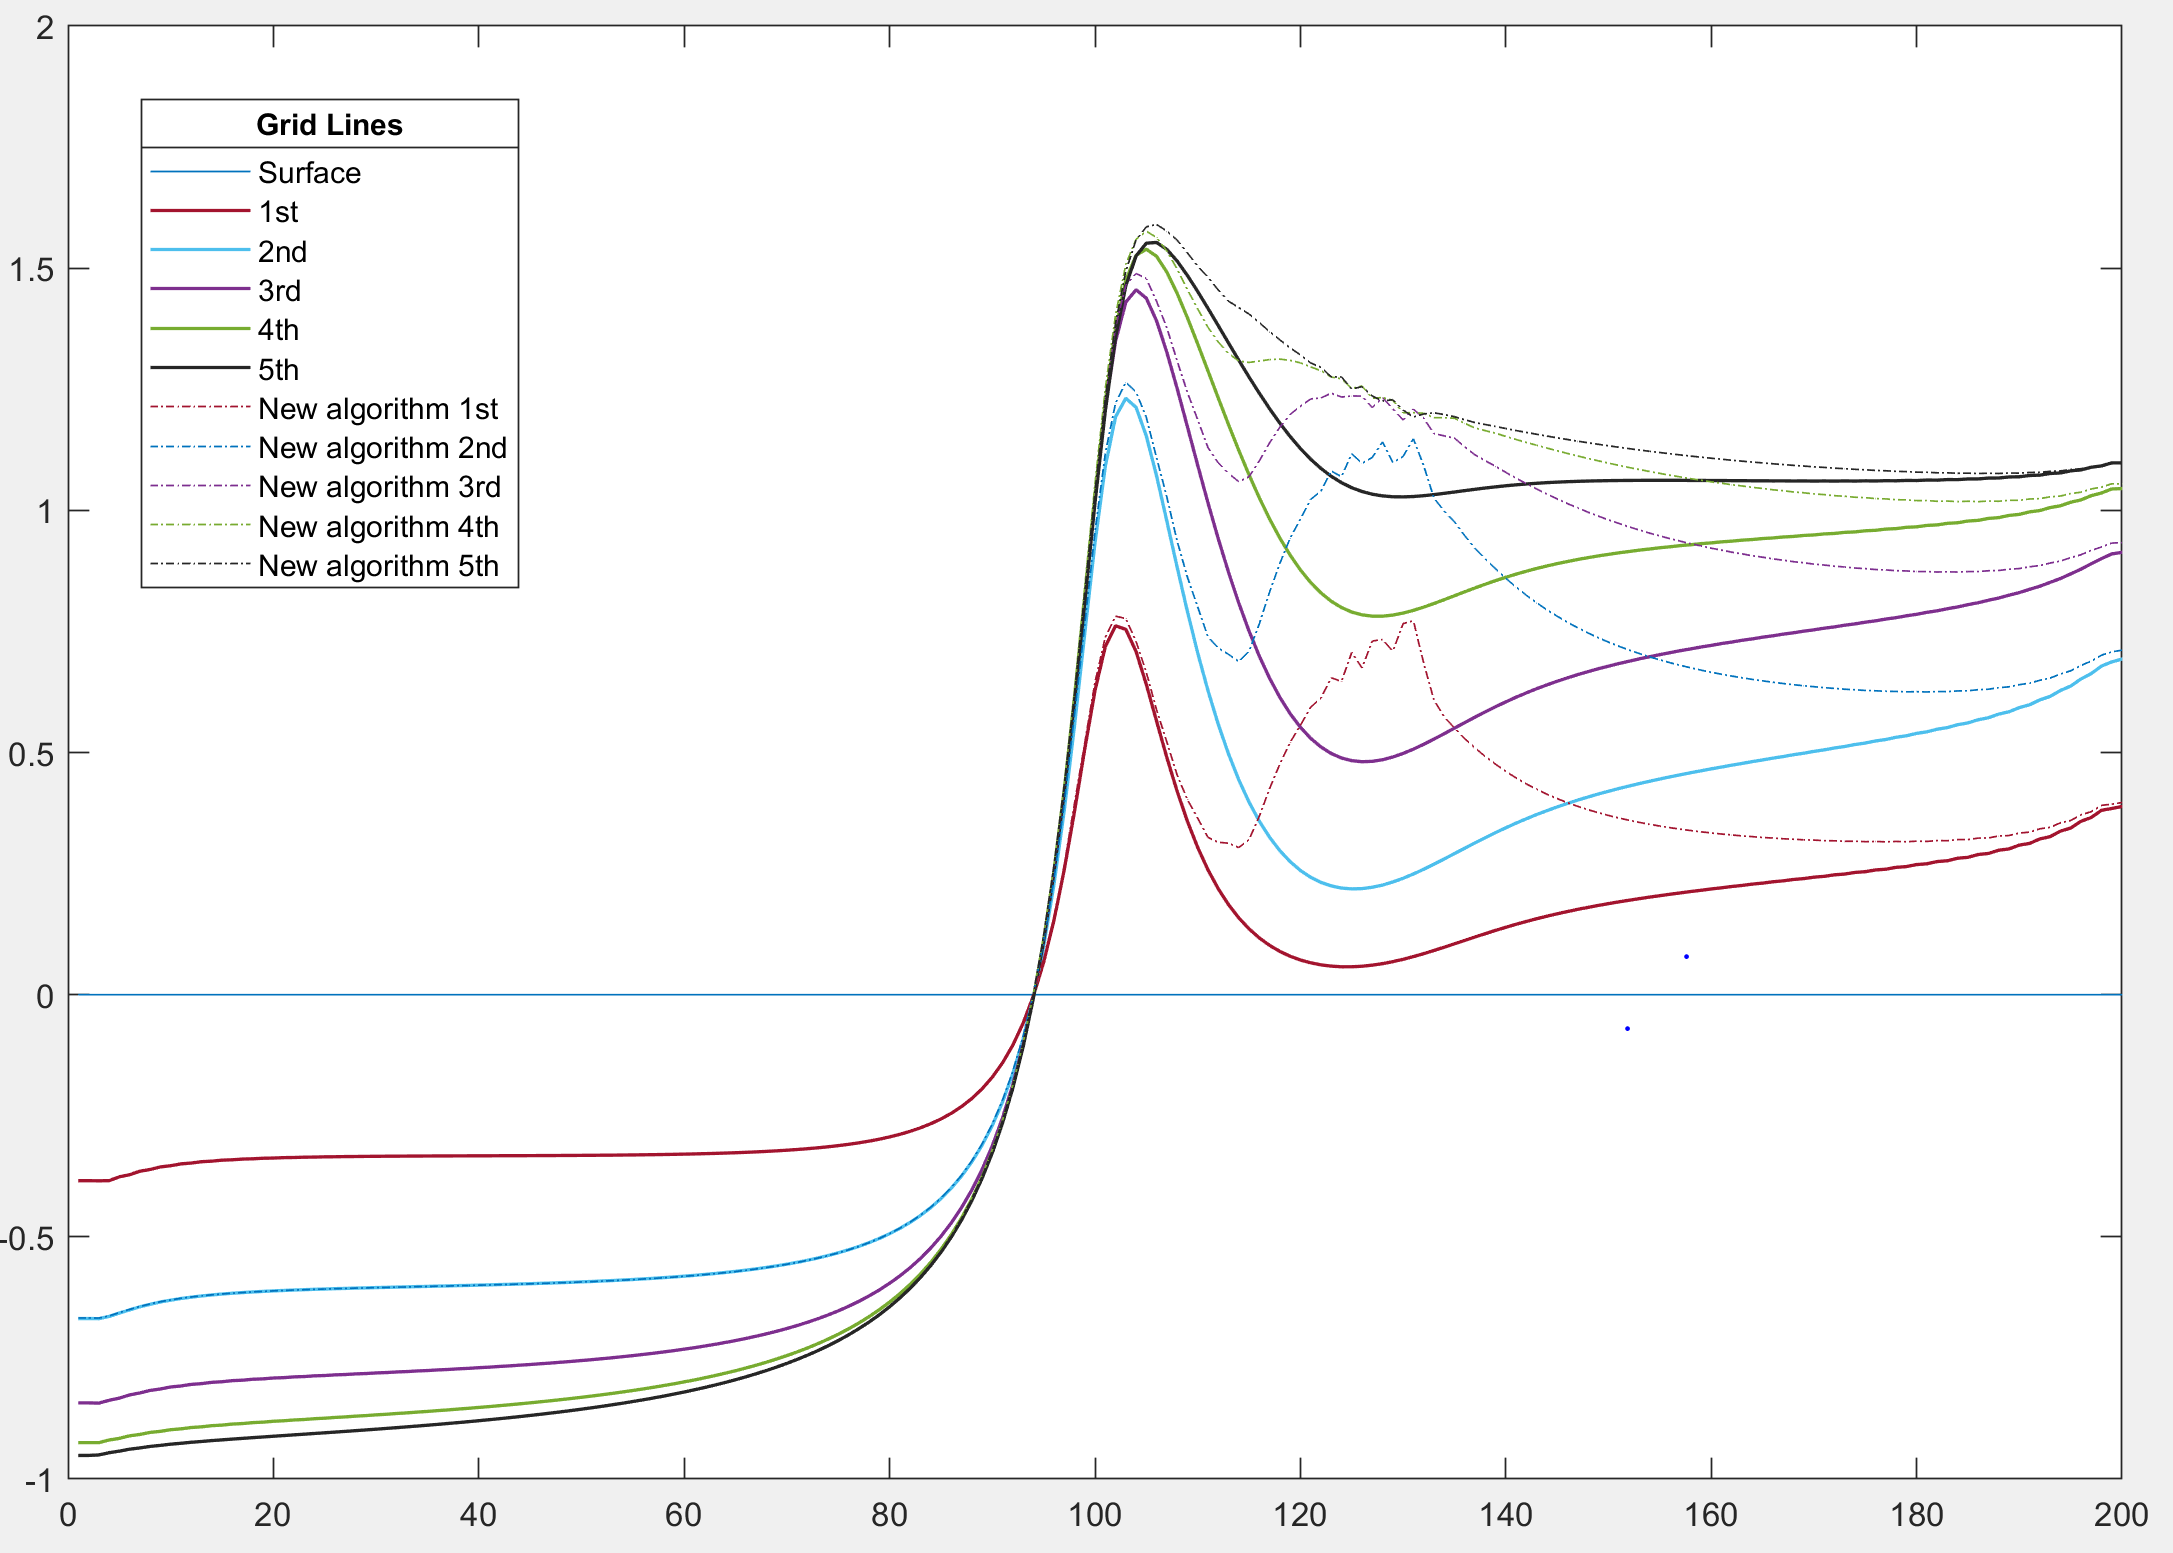 2
1.5
1
0.5
0
-0.5
-1
Grid Lines
Surface
1st
2nd
3rd
4th
5th
New algorithm 1st
New algorithm 2nd
New algorithm 3rd
New algorithm 4th
New algorithm 5th
0 20 40 60 80 100 120 140 160 180 200